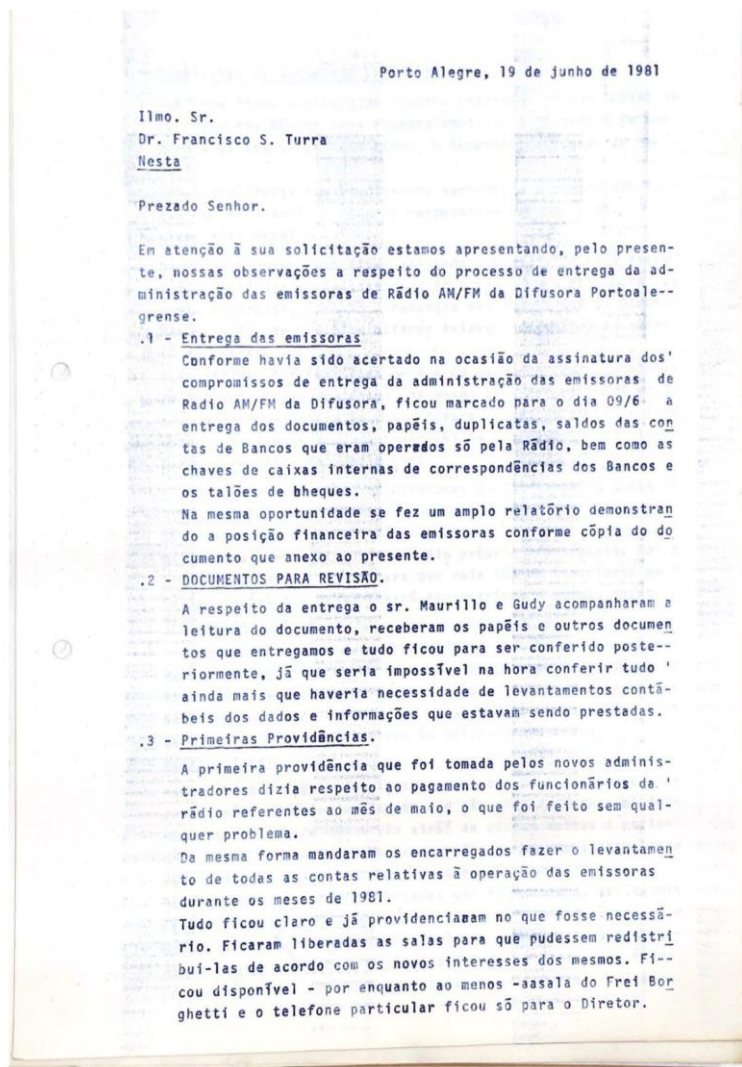 Porto Alegre, 19 de junho de 1981
Ilmo. Sr.
Dr. Francisco S. Turra
Nesta
Prezado Senhor.
Em atenção ã sua solicitação estamos apresentando, pelo presen-
te, nossas observações a respeito do processo de entrega da ad-
ministração das emissoras de Rádio AM/FM da Difusora Portoale--
grense.
.1 - Entrega das emissoras
Conforme havia sido acertado na ocasião da assinatura dos'
compromissos de entrega da administração das emissoras de
Radio AM/FM da Difusora, ficou marcado para o dia 09/6 a
entrega dos documentos, papéis, duplicatas, saldos das con
tas de Bancos que eram operados só pela Rádio, bem como as
chaves de caixas internas de correspondências dos Bancos e
os talões de bheques.
Na mesma oportunidade se fez um amplo relatório demonstran
do a posição financeira das emissoras conforme cópia do do
cumento que anexo ao presente.
.2 - DOCUMENTOS PARA REVISÃO.
A respeito da entrega o sr. Maurillo e Gudy acompanharam a
leitura do documento, receberam os papéis e outros documen
tos que entregamos e tudo ficou para ser conferido poste--
riormente, já que seria impossível na hora conferir tudo '
ainda mais que haveria necessidade de levantamentos contá-
beis dos dados e informações que estavam sendo prestadas.
.3 - Primeiras Providências.
A primeira providência que foi tomada pelos novos adminis-
tradores dizia respeito ao pagamento dos funcionários da '
rádio referentes ao mês de maio, o que foi feito sem qual-
quer problema.
Da mesma forma mandaram os encarregados fazer o levantamen
to de todas as contas relativas à operação das emissoras
durante os meses de 1981.
Tudo ficou claro e já providenciamam no que fosse necessá-
rio. Ficaram liberadas as salas para que pudessem redistri
bui-las de acordo com os novos interesses dos mesmos. Fi--
cou disponível - por enquanto ao menos -aasala do Frei Bor
ghetti e o telefone particular ficou só para o Diretor.